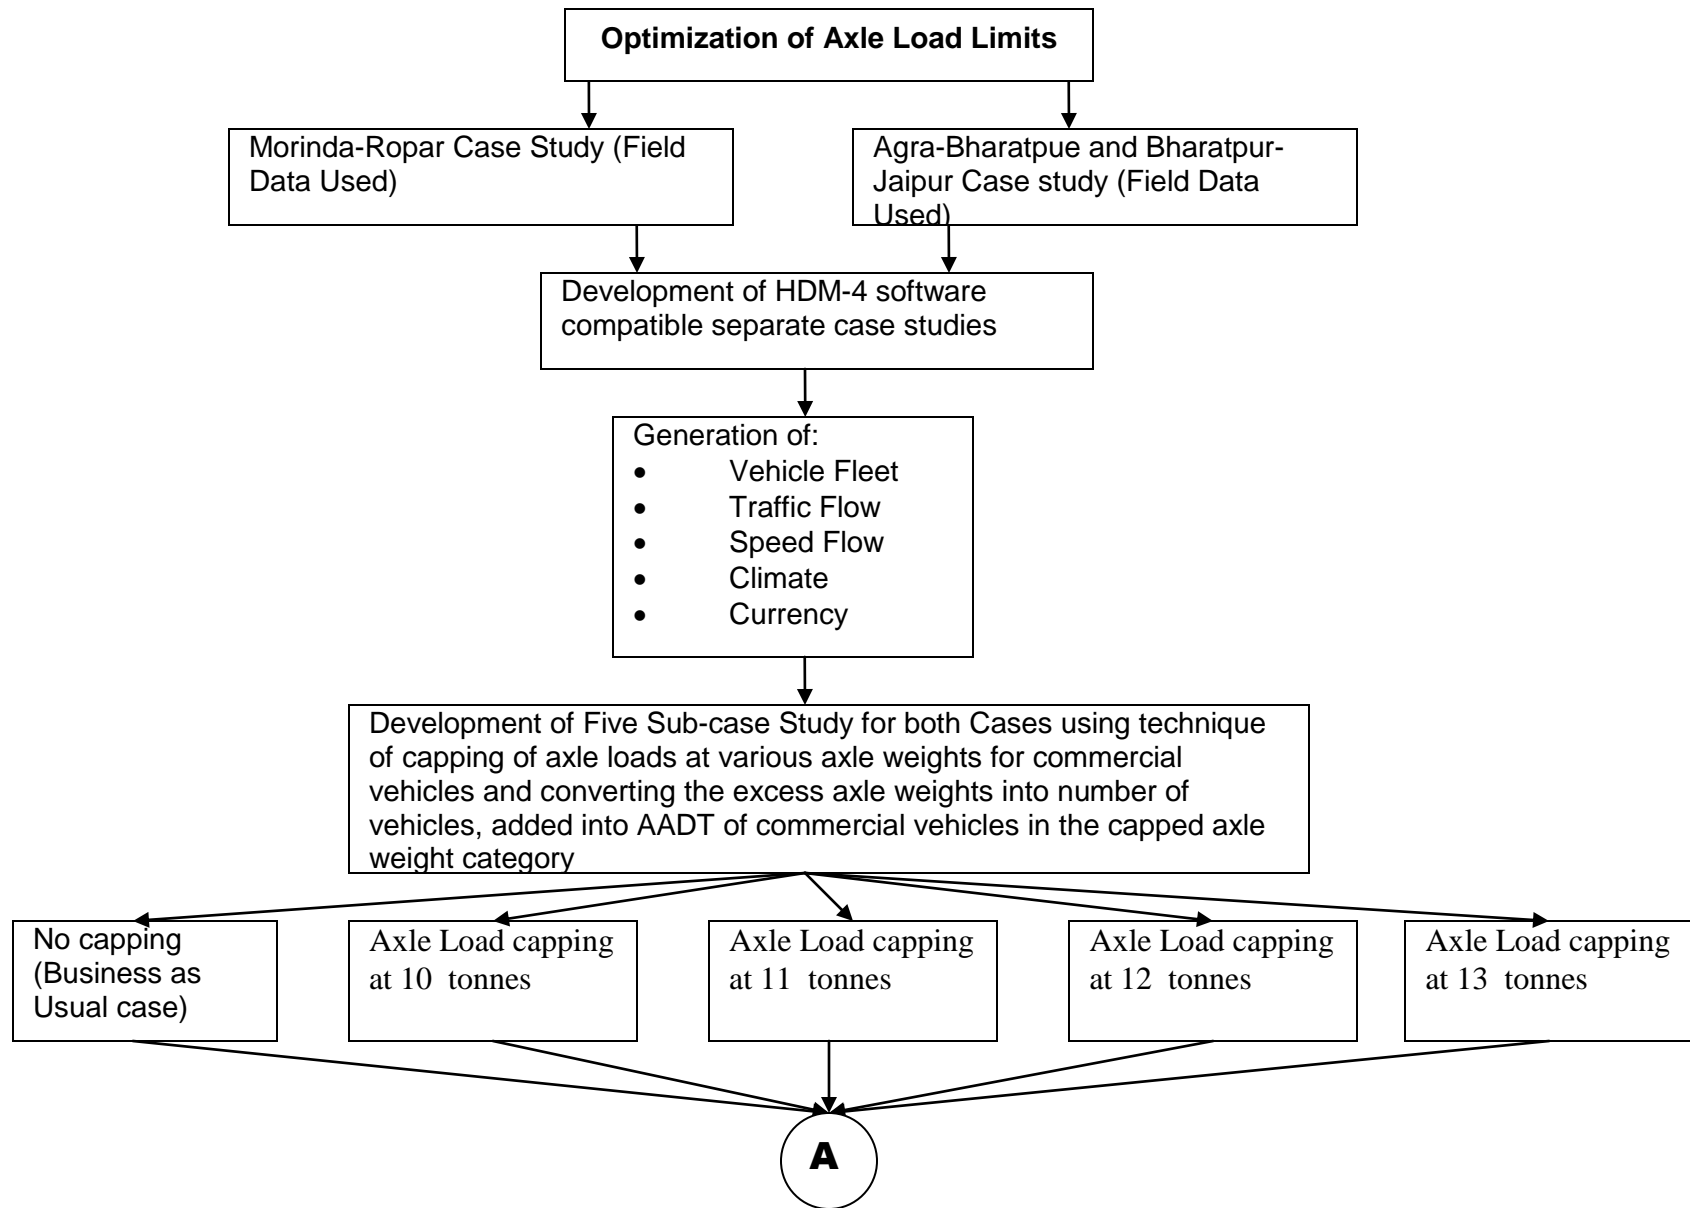 Optimization of Axle Load Limits
Morinda-Ropar Case Study (Field
Data Used)
Agra-Bharatpue and Bharatpur-
Jaipur Case study (Field Data
Used)
Development of HDM-4 software
compatible separate case studies
Generation of:
• Vehicle Fleet
• Traffic Flow
• Speed Flow
• Climate
• Currency
Development of Five Sub-case Study for both Cases using technique
of capping of axle loads at various axle weights for commercial
vehicles and converting the excess axle weights into number of
vehicles, added into AADT of commercial vehicles in the capped axle
weight category
No capping
(Business as
Usual case)
Axle Load capping
at 10 tonnes
Axle Load capping
at 11 tonnes
Axle Load capping
at 12 tonnes
Axle Load capping
at 13 tonnes
A